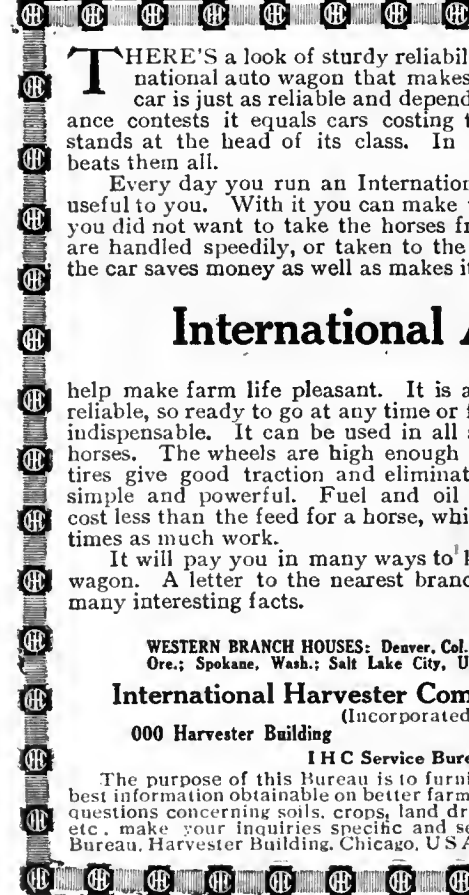 THERE'S a look of sturdy reliabil
national auto wagon that makes
car is just as reliable and depend
ance contests it equals cars costing t
stands at the head of its class. In
beats them all.
Every day you run an Internation
useful to you. With it you can make
you did not want to take the horses fr
are handled speedily, or taken to the
the car saves money as well as makes it
International A
help make farm life pleasant. It is a
reliable, so ready to go at any time or f
indispensable. It can be used in all s
horses. The wheels are high enough
tires give good traction and eliminat
simple and powerful. Fuel and oil
cost less than the feed for a horse, whi
times as much work.
It will pay you in many ways to k
wagon. A letter to the nearest branc
many interesting facts.
WESTERN BRANCH HOUSES: Denver, Col.
Ore.; Spokane, Wash.; Salt Lake City, U
International Harvester Com
(Incorporated
000 Harvester Building
I H C Service Bure
The purpose of this Bureau is to furni
best information obtainable on better farm
questions concerning soils, crops, land dr
etc. make your inquiries specific and se
Bureau, Harvester Building, Chicago, U S A